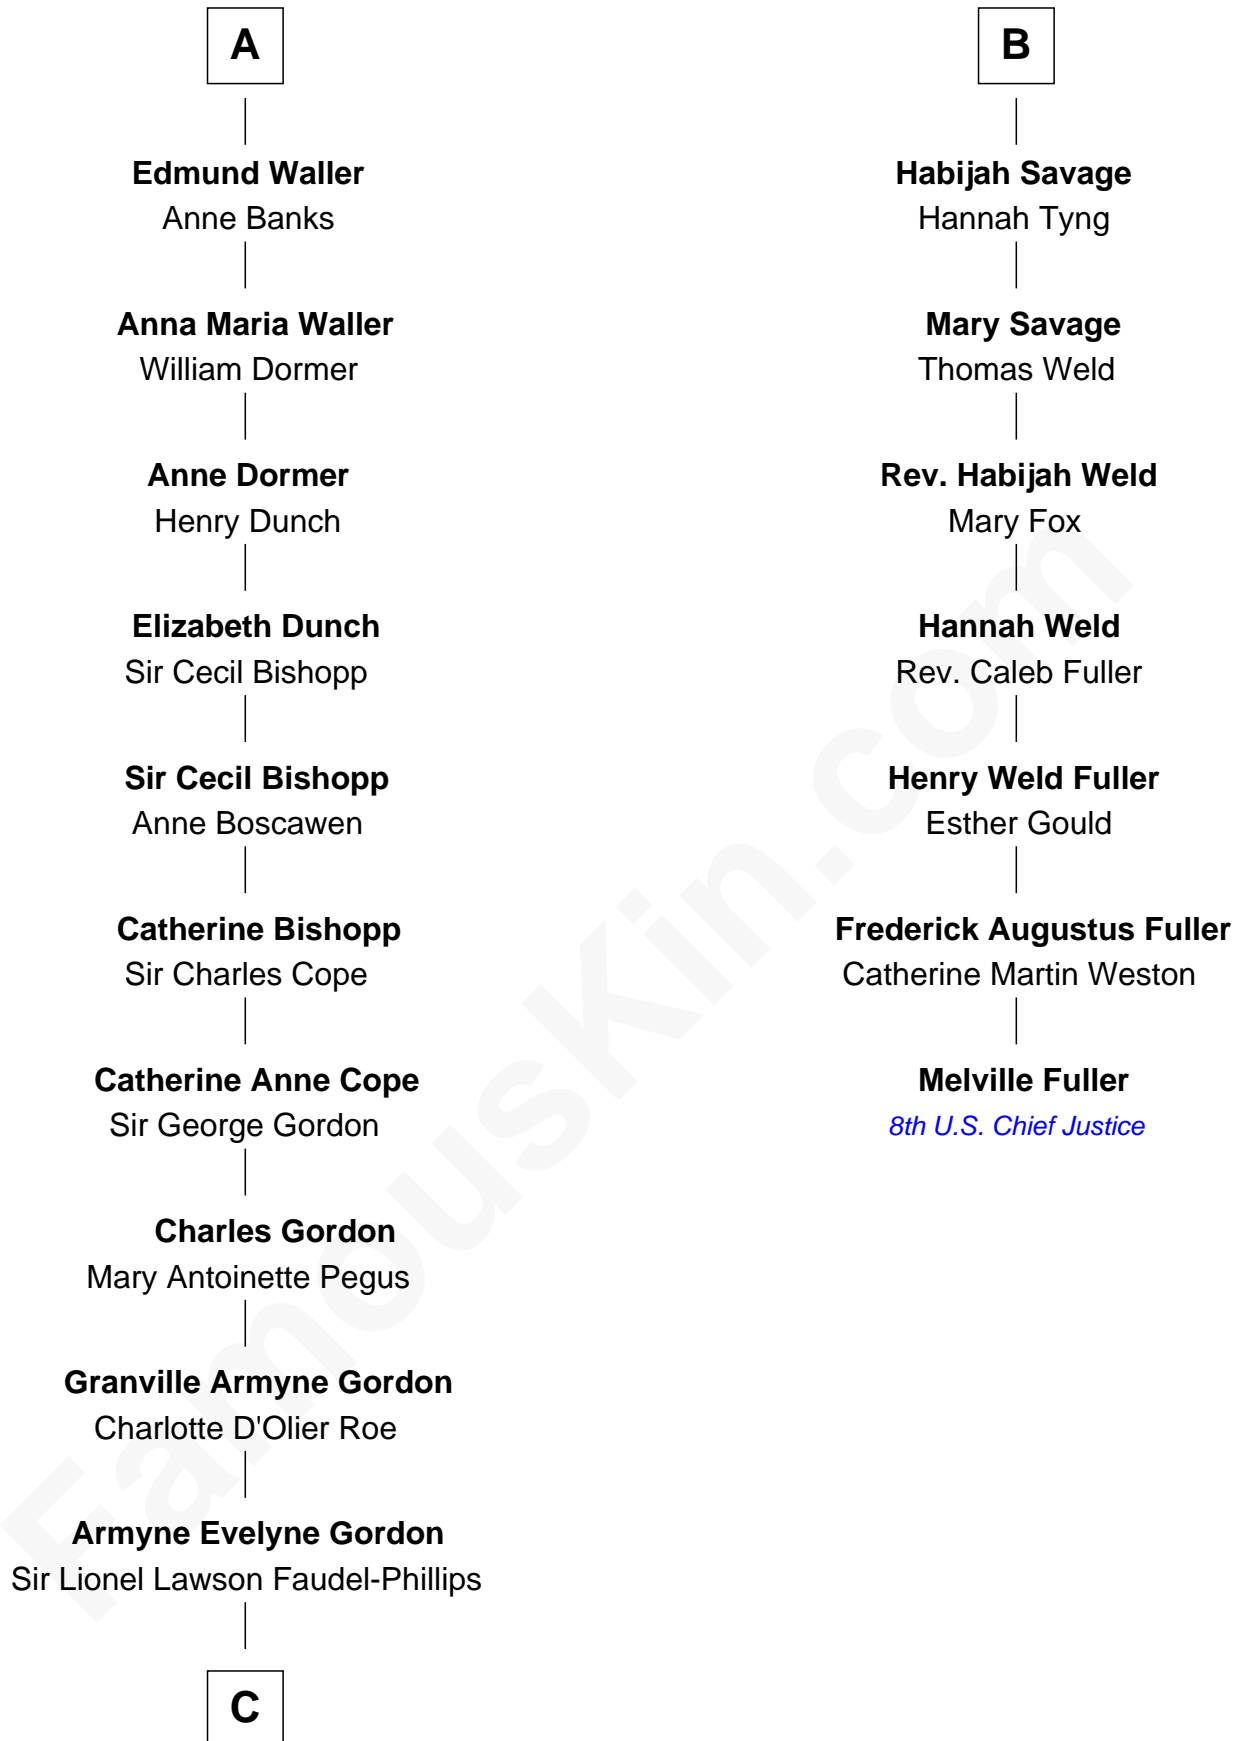 A
Edmund Waller
Anne Banks
Anna Maria Waller
William Dormer
Anne Dormer
Henry Dunch
Elizabeth Dunch
Sir Cecil Bishopp
Sir Cecil Bishopp
Anne Boscawen
Catherine Bishopp
Sir Charles Cope
Catherine Anne Cope
Sir George Gordon
Charles Gordon
Mary Antoinette Pegus
Granville Armyne Gordon
Charlotte D'Olier Roe
Armyne Evelyne Gordon
Sir Lionel Lawson Faudel-Phillips
C
B
Habijah Savage
Hannah Tyng
Mary Savage
Thomas Weld
Rev. Habijah Weld
Mary Fox
Hannah Weld
Rev. Caleb Fuller
Henry Weld Fuller
Esther Gould
Frederick Augustus Fuller
Catherine Martin Weston
Melville Fuller
8th U.S. Chief Justice
FamousKin.com